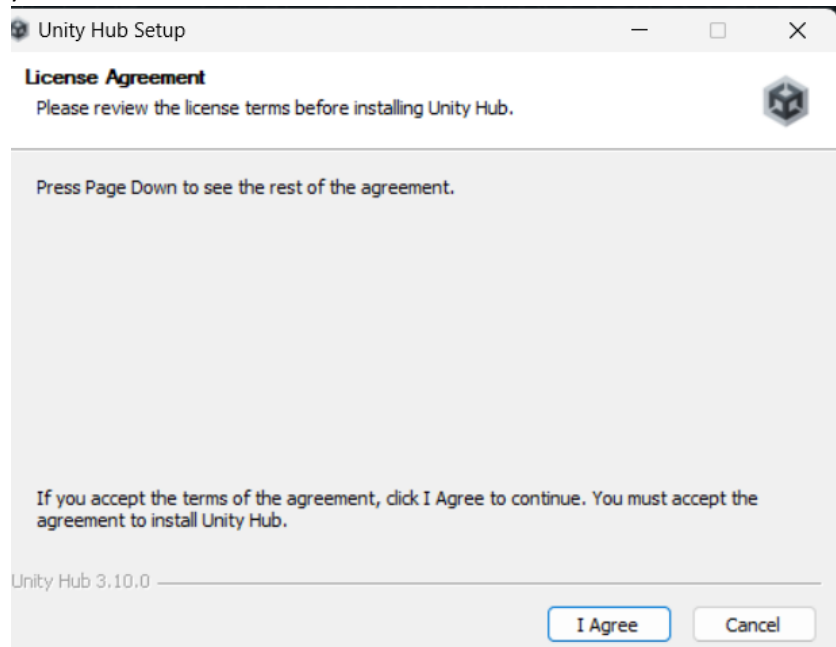 Unity Hub Setup
License Agreement
Please review the license terms before installing Unity Hub.
Press Page Down to see the rest of the agreement.
If you accept the terms of the agreement, click I Agree to continue. You must accept the
agreement to install Unity Hub.
Unity Hub 3.10.0
I Agree
Cancel